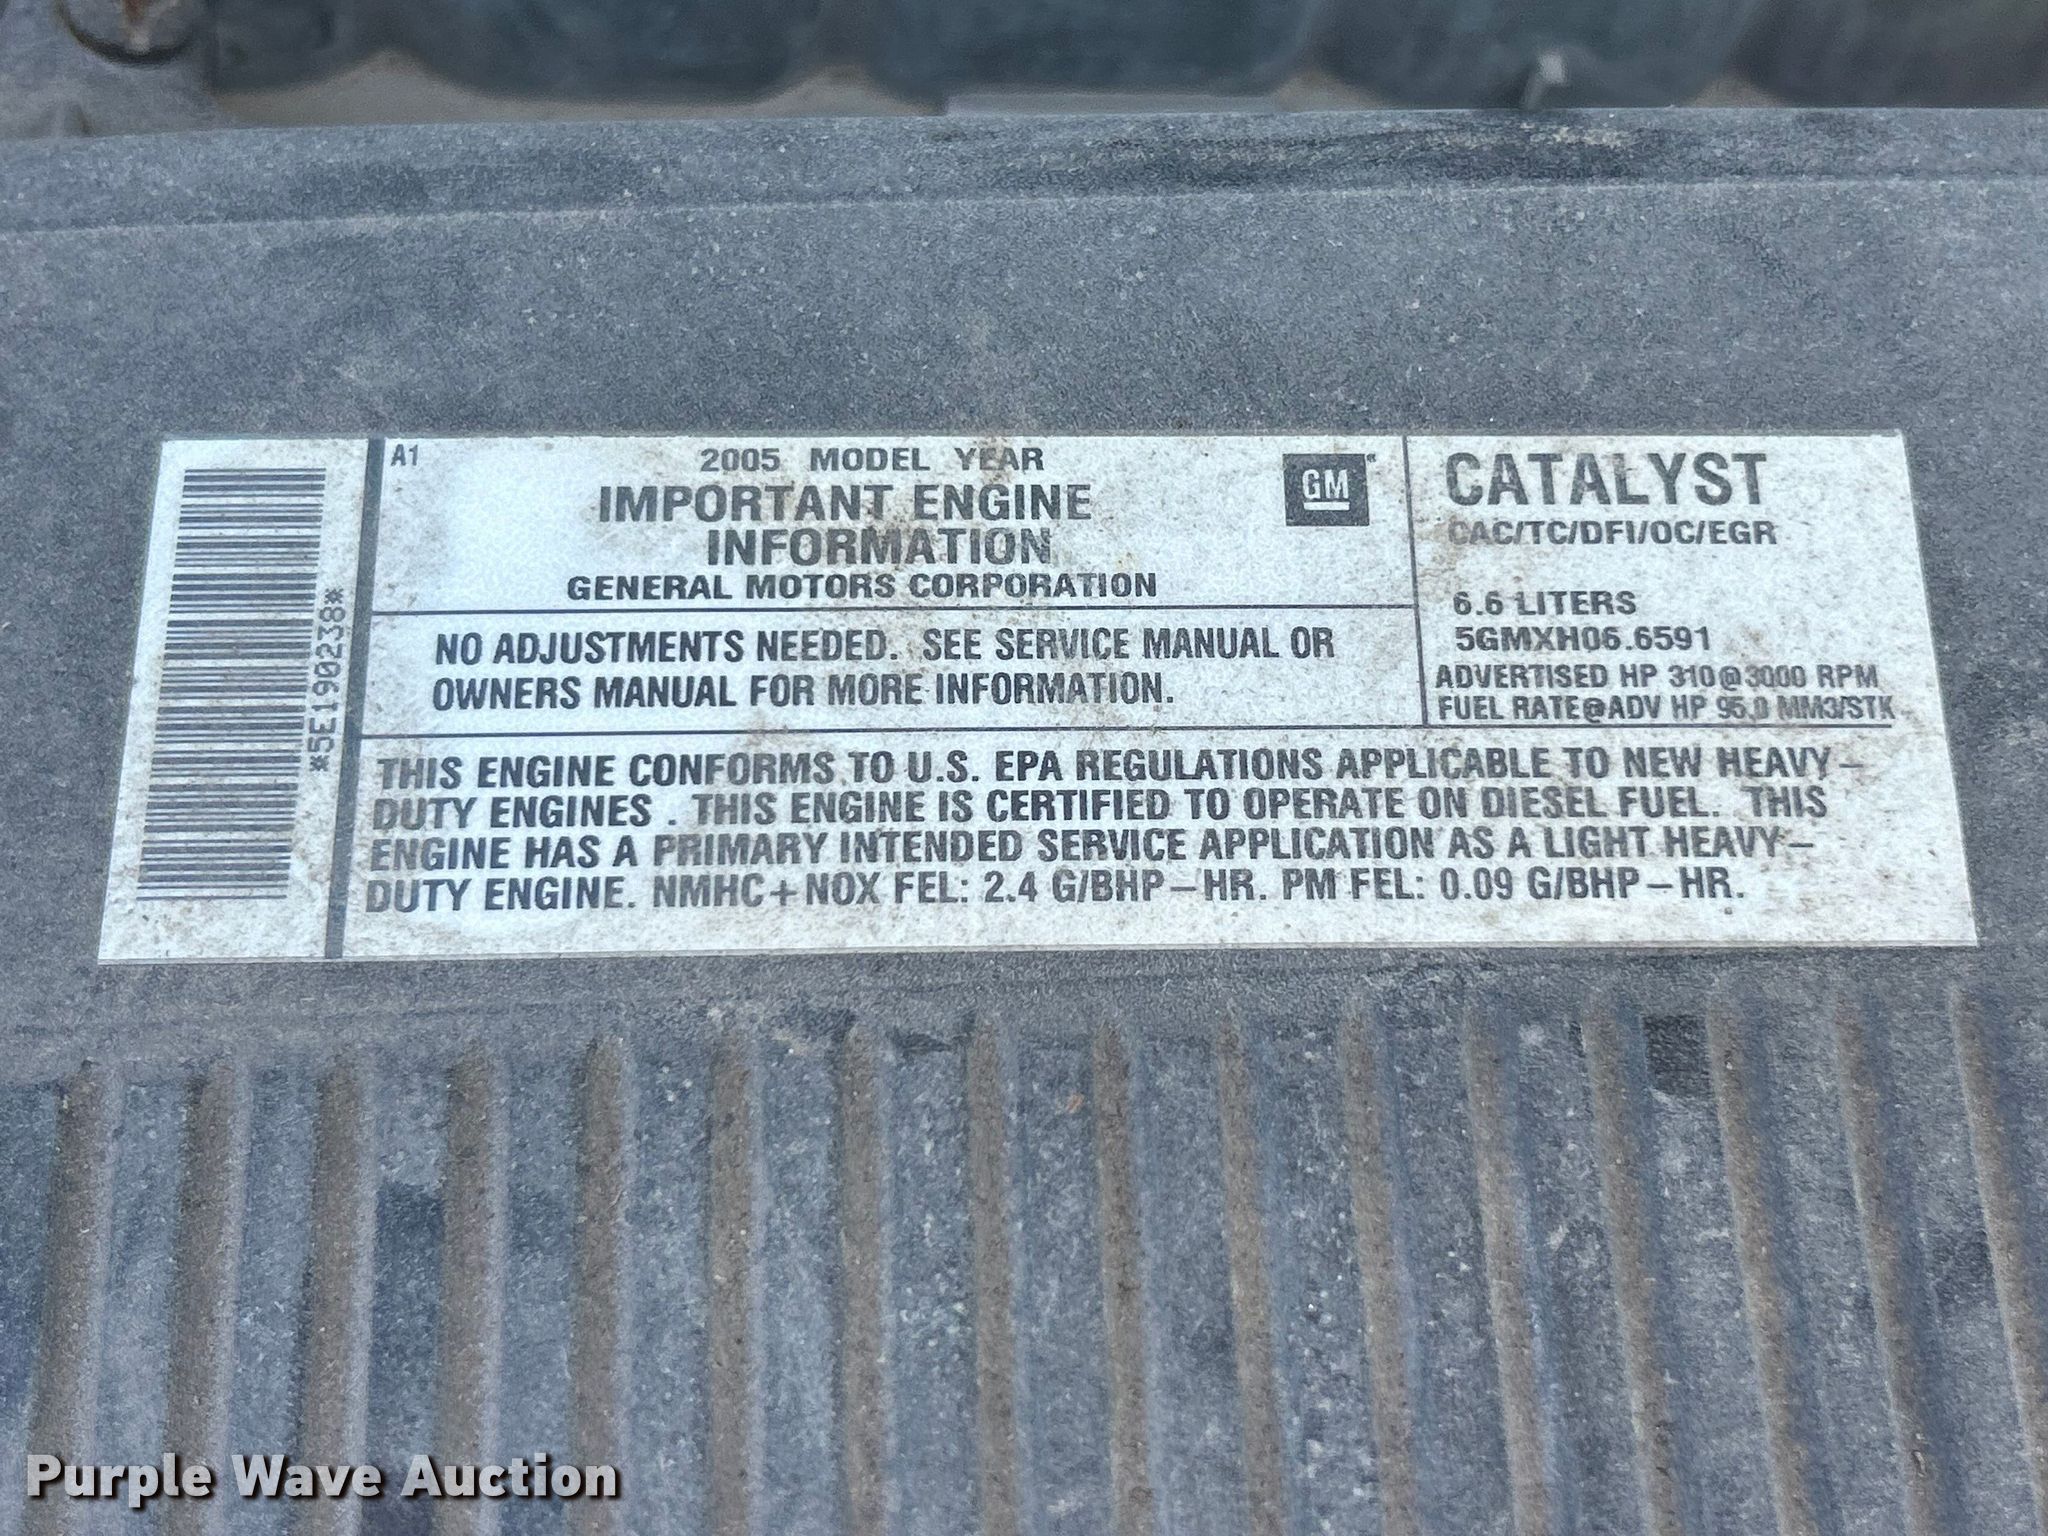 *5E190238*
A1
2005 MODEL YEAR
IMPORTANT ENGINE
INFORMATION
GENERAL MOTORS CORPORATION
GM
NO ADJUSTMENTS NEEDED. SEE SERVICE MANUAL OR
OWNERS MANUAL FOR MORE INFORMATION.
CATALYST
CAC/TC/DFI/OC/EGR
6.6 LITERS
5GMXH06.6591
ADVERTISED HP 310@3000 RPM
FUEL RATE@ADV HP 95.0 MM3/STK
THIS ENGINE CONFORMS TO U.S. EPA REGULATIONS APPLICABLE TO NEW HEAVY-
DUTY ENGINES . THIS ENGINE IS CERTIFIED TO OPERATE ON DIESEL FUEL. THIS
ENGINE HAS A PRIMARY INTENDED SERVICE APPLICATION AS A LIGHT HEAVY-
DUTY ENGINE. NMHC+NOX FEL: 2.4 G/BHP-HR. PM FEL: 0.09 G/BHP-HR.
Purple Wave Auction